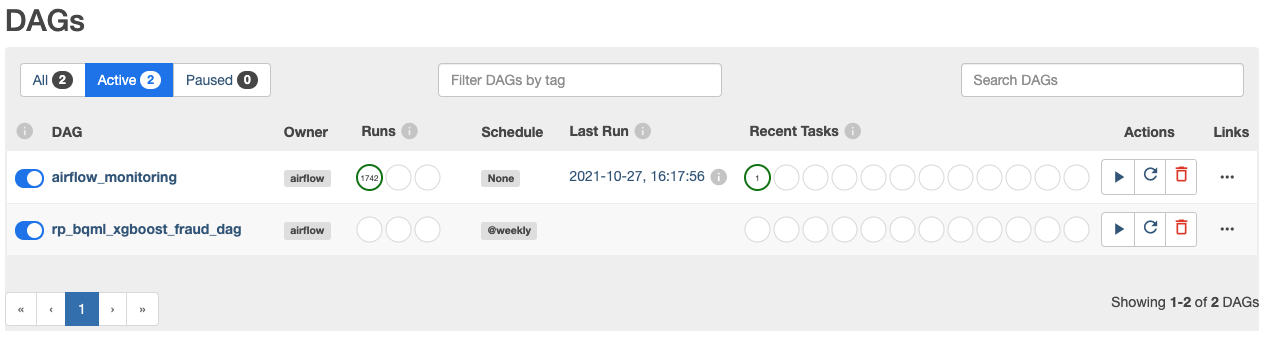 DAGs
All 2 Active 2 Paused 0 Filter DAGs by tag Search DAGs
DAG Owner Runs Schedule Last Run Recent Tasks Actions Links
airflow_monitoring airflow 1742 None 2021-10-27, 16:17:56 1 ...
rp_bqml_xgboost_fraud_dag airflow @weekly ...
« ‹ 1 › » Showing 1-2 of 2 DAGs